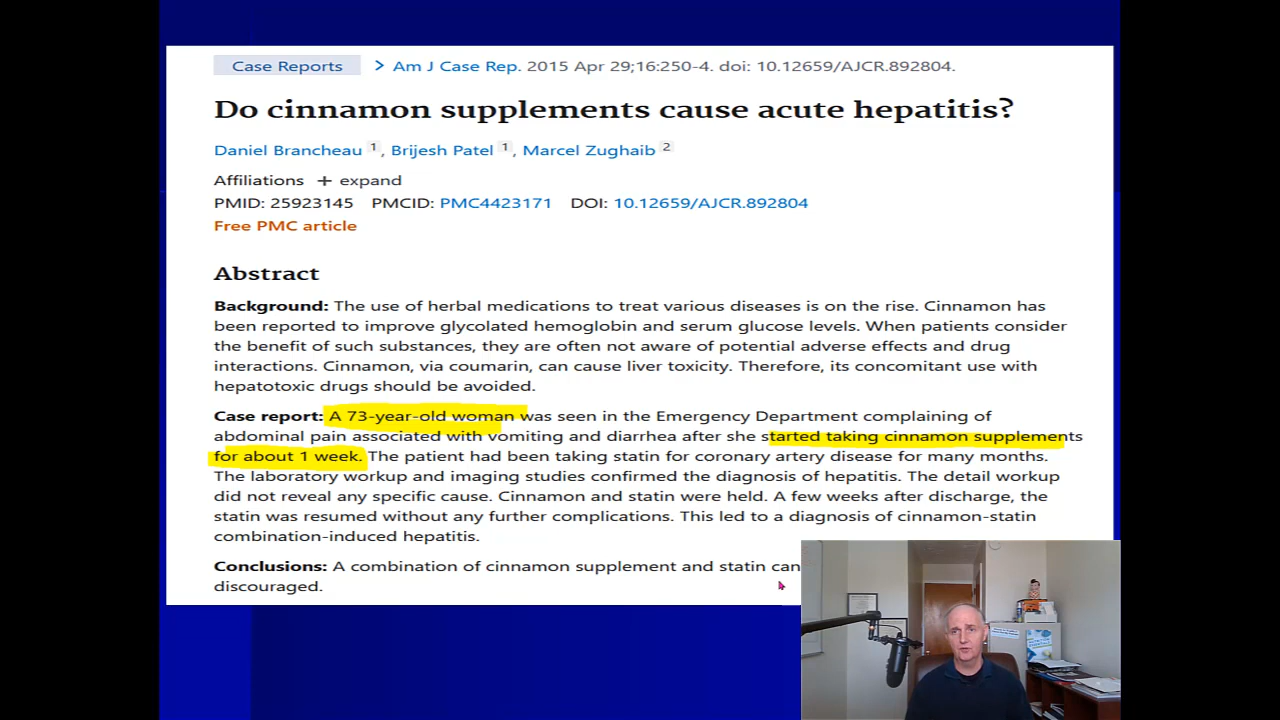 Case Reports > Am J Case Rep. 2015 Apr 29;16:250-4. doi: 10.12659/AJCR.892804.
Do cinnamon supplements cause acute hepatitis?
Daniel Brancheau 1, Brijesh Patel 1, Marcel Zughaib 2
Affiliations + expand
PMID: 25923145 PMCID: PMC4423171 DOI: 10.12659/AJCR.892804
Free PMC article
Abstract
Background: The use of herbal medications to treat various diseases is on the rise. Cinnamon has
been reported to improve glycolated hemoglobin and serum glucose levels. When patients consider
the benefit of such substances, they are often not aware of potential adverse effects and drug
interactions. Cinnamon, via coumarin, can cause liver toxicity. Therefore, its concomitant use with
hepatotoxic drugs should be avoided.
Case report: A 73-year-old woman was seen in the Emergency Department complaining of
abdominal pain associated with vomiting and diarrhea after she started taking cinnamon supplements
for about 1 week. The patient had been taking statin for coronary artery disease for many months.
The laboratory workup and imaging studies confirmed the diagnosis of hepatitis. The detail workup
did not reveal any specific cause. Cinnamon and statin were held. A few weeks after discharge, the
statin was resumed without any further complications. This led to a diagnosis of cinnamon-statin
combination-induced hepatitis.
Conclusions: A combination of cinnamon supplement and statin can
discouraged.